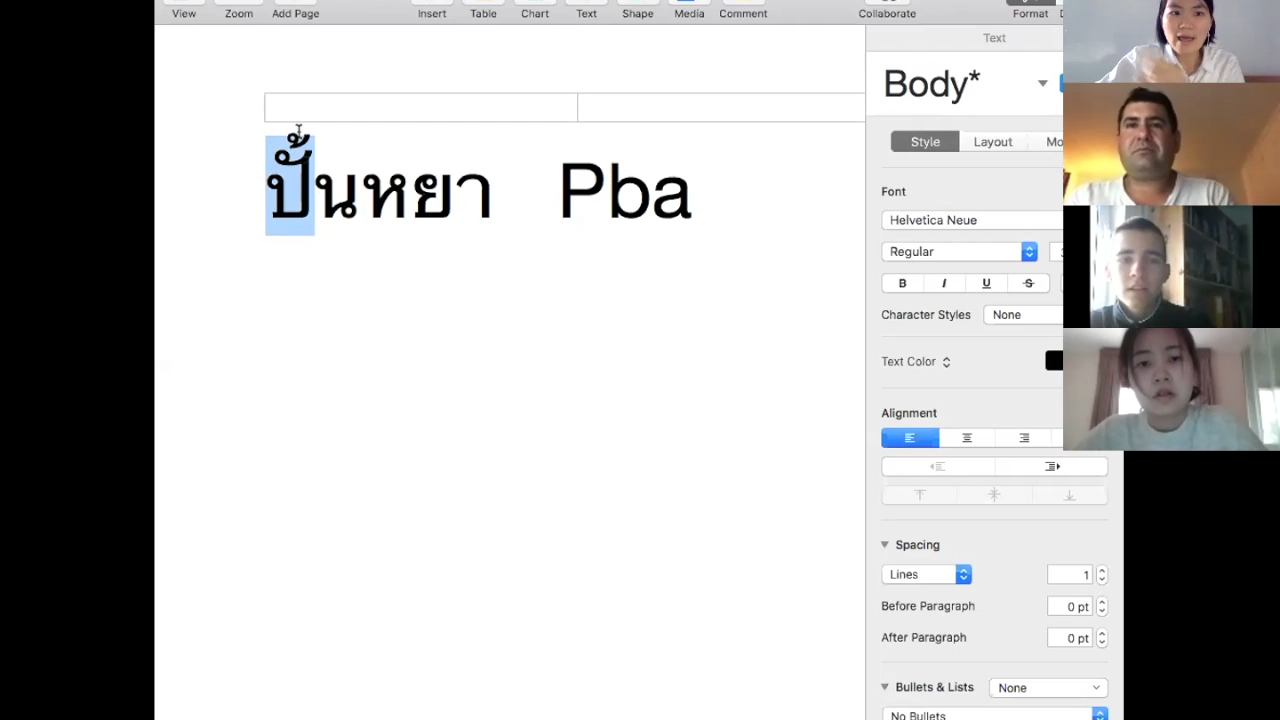 View Zoom Add Page Insert Table Chart Text Shape Media Comment Collaborate Format
Text
Body*
Style Layout Mo
ปั้นหยา Pba
Font
Helvetica Neue
Regular
B I U S
Character Styles None
Text Color
Alignment
Spacing
Lines 1
Before Paragraph 0 pt
After Paragraph 0 pt
Bullets & Lists None
No Bullets